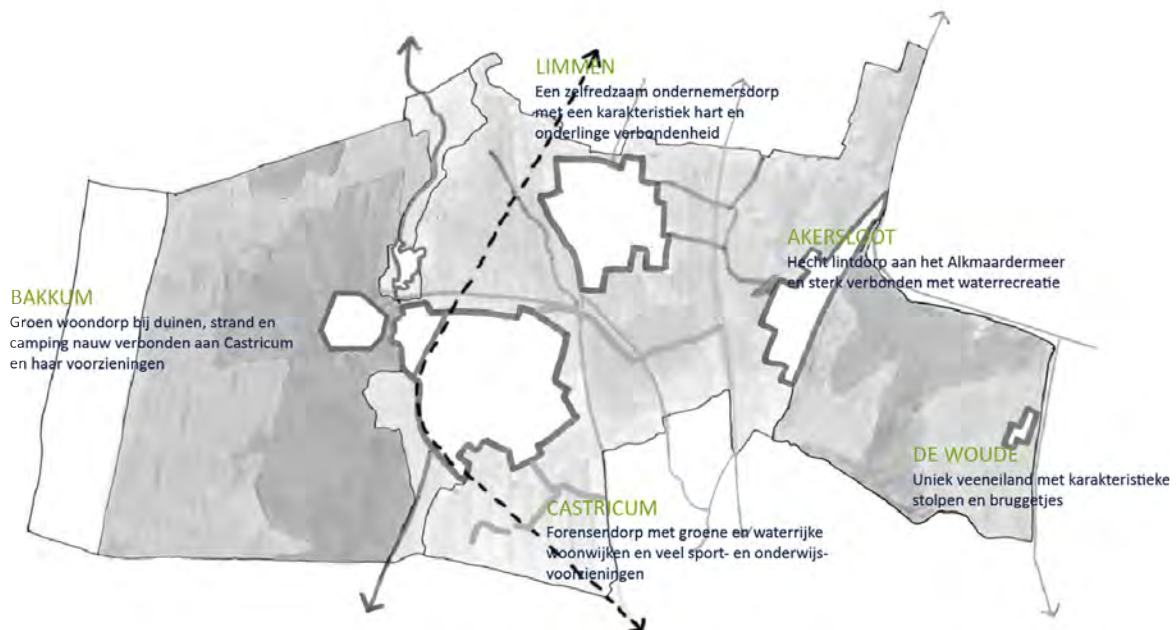 LIMMEN
Een zelfredzaam ondernemersdorp
met een karakteristiek hart en
onderlinge verbondenheid
AKERSLOOT
Hecht lintdorp aan het Alkmaardermeer
en sterk verbonden met waterrecreatie
BAKKUM
Groen woondorp bij duinen, strand en
camping nauw verbonden aan Castricum
en haar voorzieningen
DE WOUDE
Uniek veeneiland met karakteristieke
stolpen en bruggetjes
CASTRICUM
Forensendorp met groene en waterrijke
woonwijken en veel sport- en onderwijs-
voorzieningen